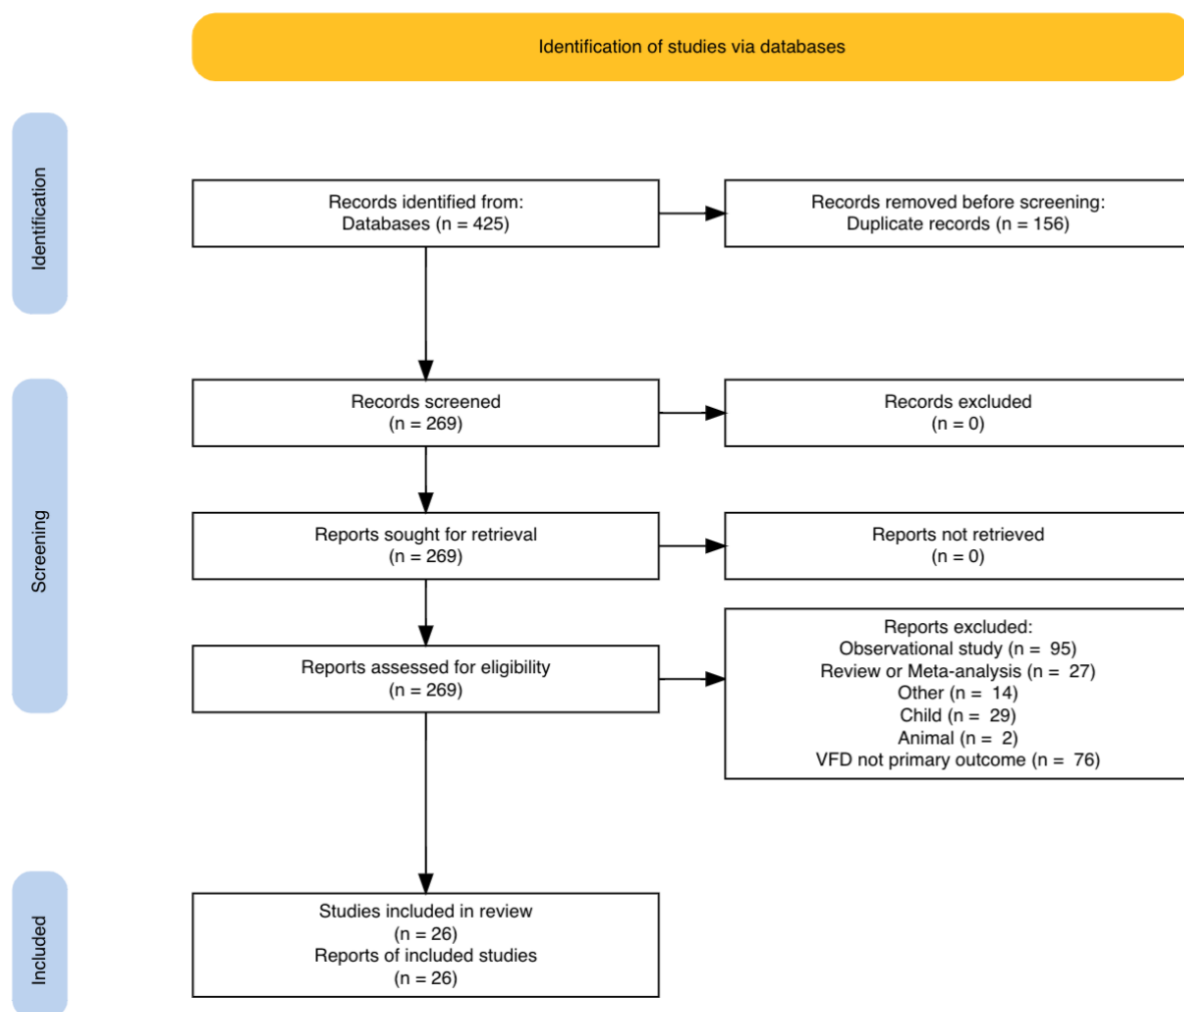 Identification of studies via databases
Identification
Records identified from:
Databases (n = 425)
Records removed before screening:
Duplicate records (n = 156)
Screening
Records screened
(n = 269)
Records excluded
(n = 0)
Reports sought for retrieval
(n = 269)
Reports not retrieved
(n = 0)
Reports assessed for eligibility
(n = 269)
Reports excluded:
Observational study (n = 95)
Review or Meta-analysis (n = 27)
Other (n = 14)
Child (n = 29)
Animal (n = 2)
VFD not primary outcome (n = 76)
Included
Studies included in review
(n = 26)
Reports of included studies
(n = 26)